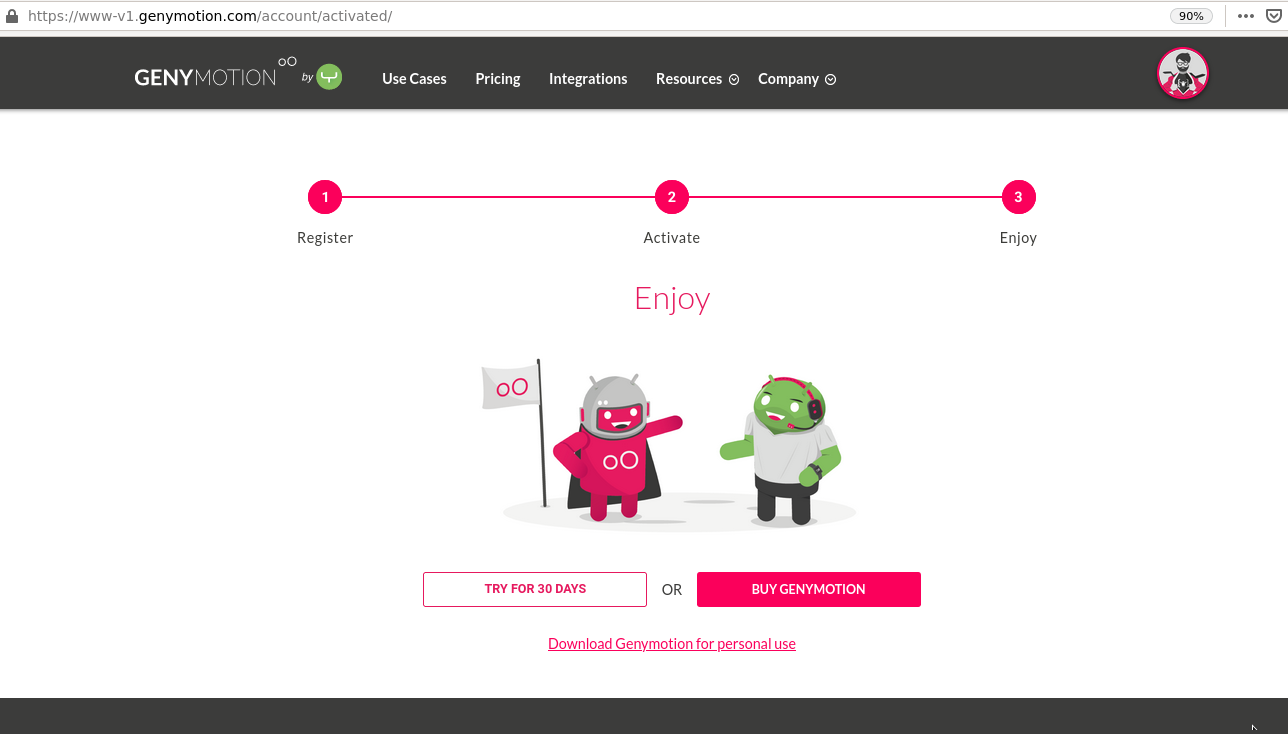 https://www-v1.genymotion.com/account/activated/ 90%
GENYMOTION oO by Use Cases Pricing Integrations Resources Company
1 2 3
Register Activate Enjoy
Enjoy
oO
oO
TRY FOR 30 DAYS OR BUY GENYMOTION
Download Genymotion for personal use